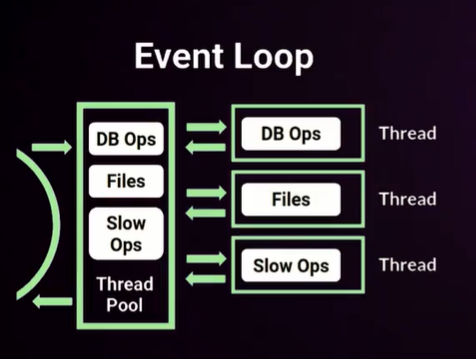 Event Loop
DB Ops
Files
Slow
Ops
Thread
Pool
DB Ops
Thread
Files
Thread
Slow Ops
Thread